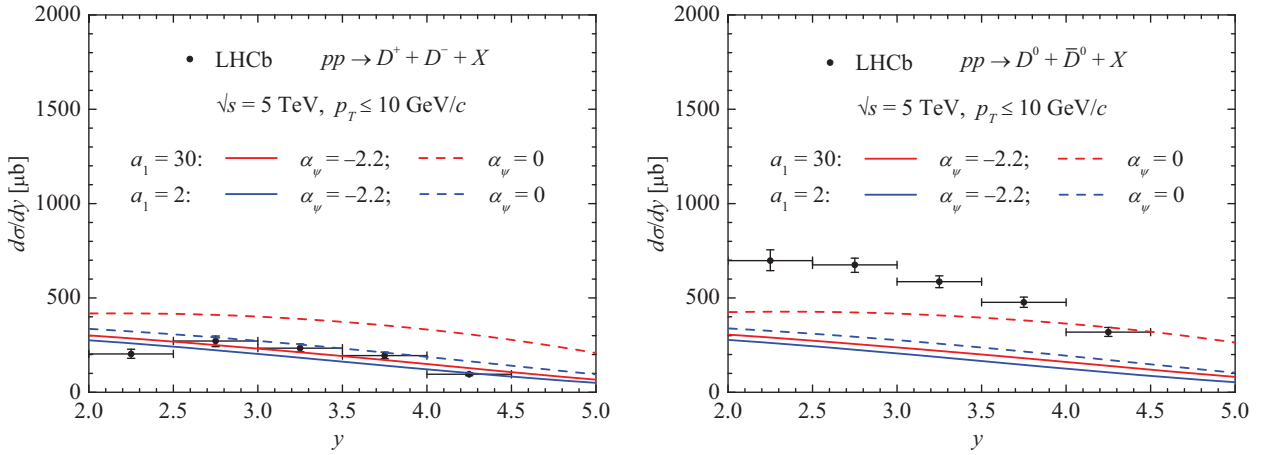 2000
1500
1000
500
0
dσ/dy [μb]
LHCb pp → D⁺ + D⁻ + X
√s = 5 TeV, p_T ≤ 10 GeV/c
a₁ = 30: α_ψ = –2.2; α_ψ = 0
a₁ = 2: α_ψ = –2.2; α_ψ = 0
2.0 2.5 3.0 3.5 4.0 4.5 5.0
y
2000
1500
1000
500
0
dσ/dy [μb]
LHCb pp → D⁰ + D̄⁰ + X
√s = 5 TeV, p_T ≤ 10 GeV/c
a₁ = 30: α_ψ = –2.2; α_ψ = 0
a₁ = 2: α_ψ = –2.2; α_ψ = 0
2.0 2.5 3.0 3.5 4.0 4.5 5.0
y